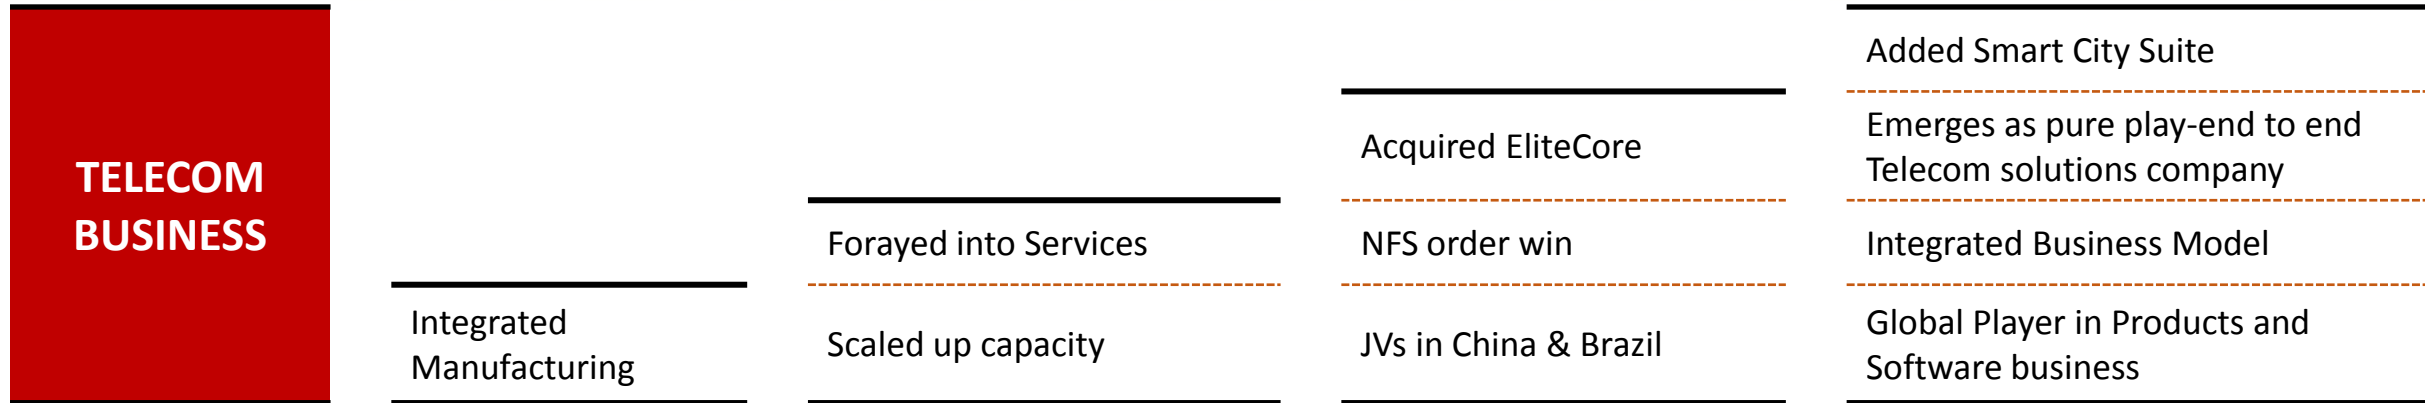 TELECOM
BUSINESS
Integrated
Manufacturing
Forayed into Services
Scaled up capacity
Acquired EliteCore
NFS order win
JVs in China & Brazil
Added Smart City Suite
Emerges as pure play-end to end
Telecom solutions company
Integrated Business Model
Global Player in Products and
Software business